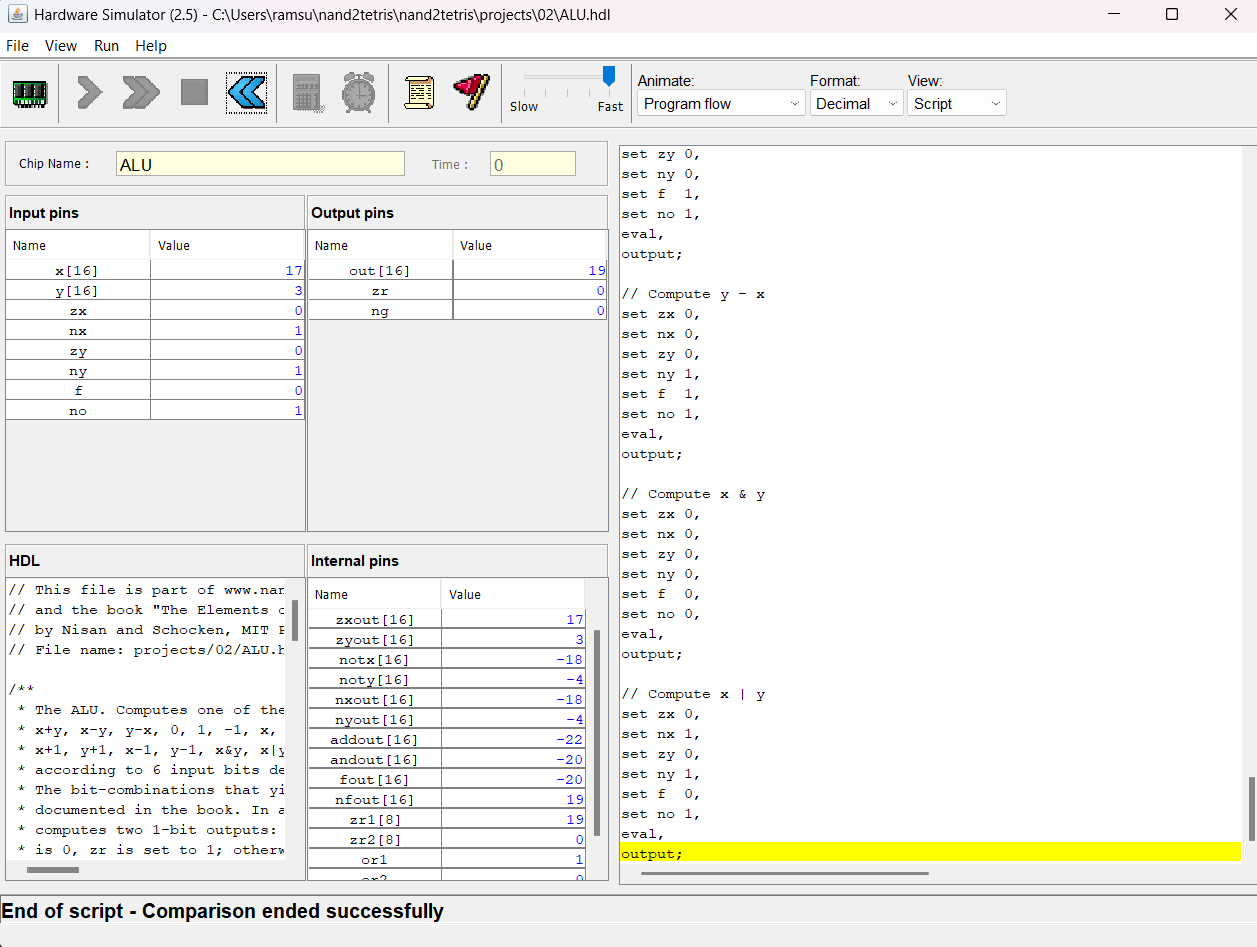 Hardware Simulator (2.5) - C:\Users\ramsu\nand2tetris\nand2tetris\projects\02\ALU.hdl
File View Run Help
Slow Fast
Animate: Format: View:
Program flow Decimal Script
Chip Name : ALU Time : 0
Input pins
Name Value
x[16] 17
y[16] 3
zx 0
nx 1
zy 0
ny 1
f 0
no 1
Output pins
Name Value
out[16] 19
zr 0
ng 0
HDL
// This file is part of www.nan
// and the book "The Elements o
// by Nisan and Schocken, MIT P
// File name: projects/02/ALU.h
/**
* The ALU. Computes one of the
* x+y, x-y, y-x, 0, 1, -1, x,
* x+1, y+1, x-1, y-1, x&y, x|y
* according to 6 input bits de
* The bit-combinations that yi
* documented in the book. In a
* computes two 1-bit outputs:
* is 0, zr is set to 1; otherw
Internal pins
Name Value
zxout[16] 17
zyout[16] 3
notx[16] -18
noty[16] -4
nxout[16] -18
nyout[16] -4
addout[16] -22
andout[16] -20
fout[16] -20
nfout[16] 19
zr1[8] 19
zr2[8] 0
or1 1
or2 0
set zy 0,
set ny 0,
set f  1,
set no 1,
eval,
output;
// Compute y - x
set zx 0,
set nx 0,
set zy 0,
set ny 1,
set f  1,
set no 1,
eval,
output;
// Compute x & y
set zx 0,
set nx 0,
set zy 0,
set ny 0,
set f  0,
set no 0,
eval,
output;
// Compute x | y
set zx 0,
set nx 1,
set zy 0,
set ny 1,
set f  0,
set no 1,
eval,
output;
End of script - Comparison ended successfully